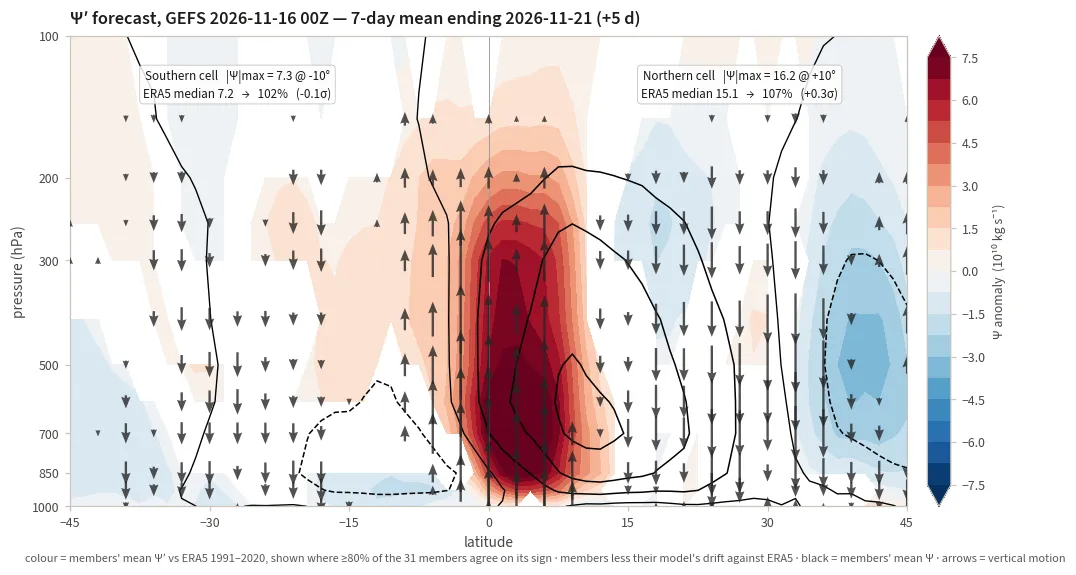 Ψ′ forecast, GEFS 2026-11-16 00Z — 7-day mean ending 2026-11-21 (+5 d)
Southern cell |Ψ|max = 7.3 @ -10°
ERA5 median 7.2 → 102% (-0.1σ)
Northern cell |Ψ|max = 16.2 @ +10°
ERA5 median 15.1 → 107% (+0.3σ)
pressure (hPa)
100
200
300
400
500
700
850
1000
−45
−30
−15
0
15
30
45
latitude
7.5
6.0
4.5
3.0
1.5
0.0
−1.5
−3.0
−4.5
−6.0
−7.5
Ψ anomaly (10¹⁰ kg s⁻¹)
colour = members' mean Ψ′ vs ERA5 1991–2020, shown where ≥80% of the 31 members agree on its sign · members less their model's drift against ERA5 · black = members' mean Ψ · arrows = vertical motion